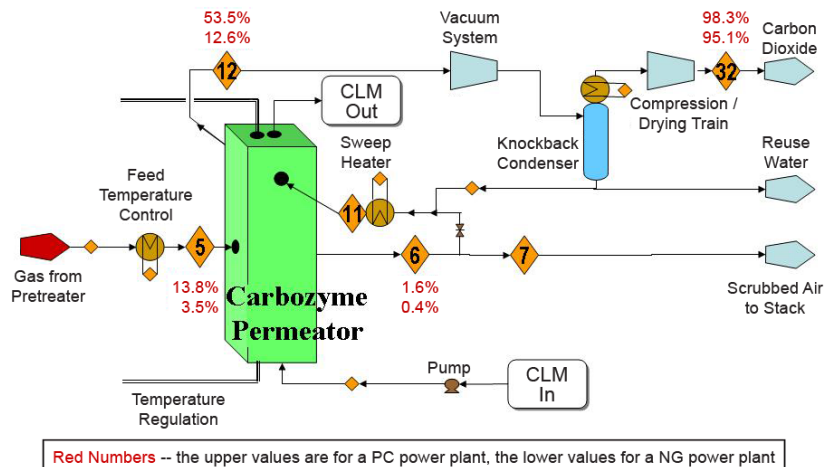 53.5%
12.6%
12
Vacuum
System
98.3%
95.1%
32
Carbon
Dioxide
CLM
Out
Compression /
Drying Train
Sweep
Heater
Knockback
Condenser
Reuse
Water
Feed
Temperature
Control
11
5
6
7
Gas from
Pretreater
13.8%
3.5%
Carbozyme
Permeator
1.6%
0.4%
Scrubbed Air
to Stack
Temperature
Regulation
Pump
CLM
In
Red Numbers -- the upper values are for a PC power plant, the lower values for a NG power plant